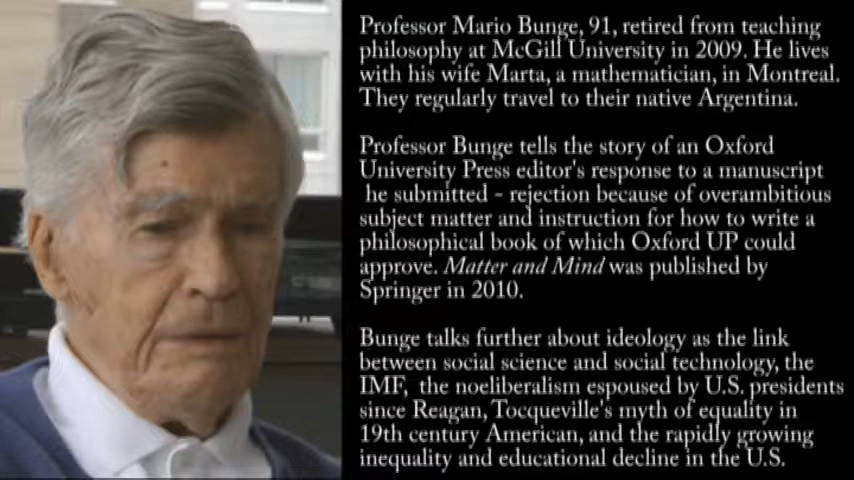 Professor Mario Bunge, 91, retired from teaching
philosophy at McGill University in 2009. He lives
with his wife Marta, a mathematician, in Montreal.
They regularly travel to their native Argentina.
Professor Bunge tells the story of an Oxford
University Press editor's response to a manuscript
he submitted - rejection because of overambitious
subject matter and instruction for how to write a
philosophical book of which Oxford UP could
approve. Matter and Mind was published by
Springer in 2010.
Bunge talks further about ideology as the link
between social science and social technology, the
IMF, the noeliberalism espoused by U.S. presidents
since Reagan, Tocqueville's myth of equality in
19th century American, and the rapidly growing
inequality and educational decline in the U.S.